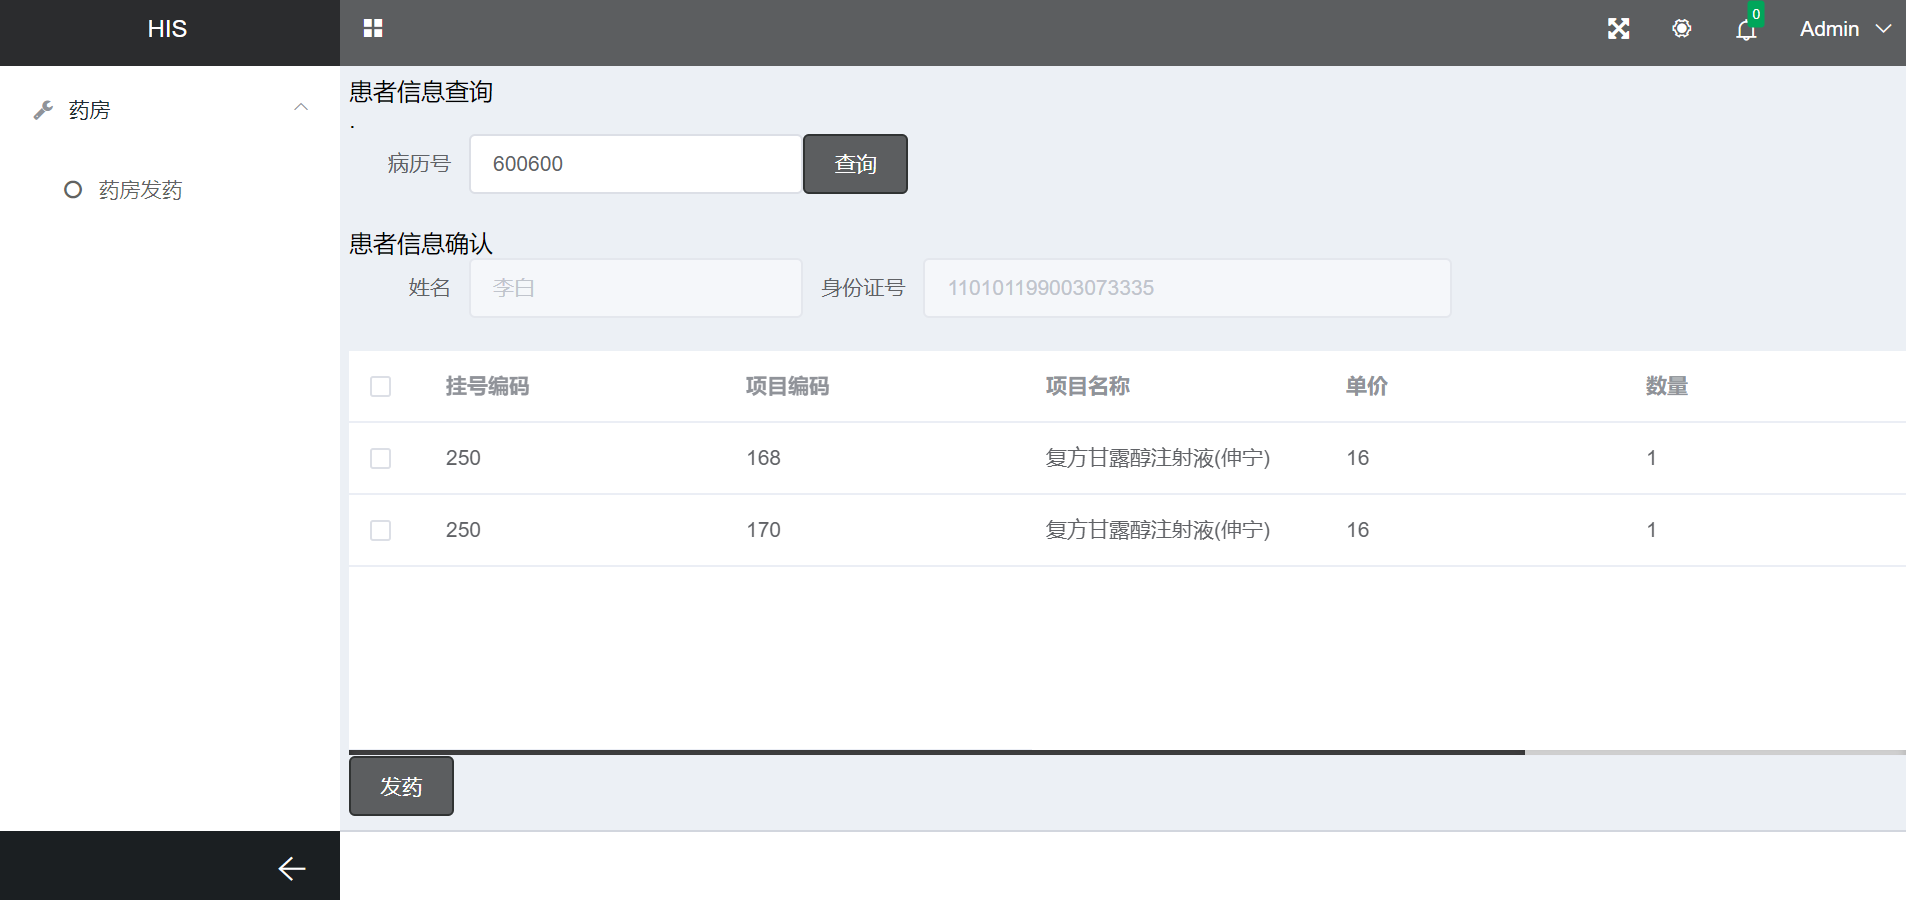 HIS
0
Admin
药房
药房发药
患者信息查询
.
病历号 600600 查询
患者信息确认
姓名 李白 身份证号 110101199003073335
挂号编码 项目编码 项目名称 单价 数量
250 168 复方甘露醇注射液(伸宁) 16 1
250 170 复方甘露醇注射液(伸宁) 16 1
发药